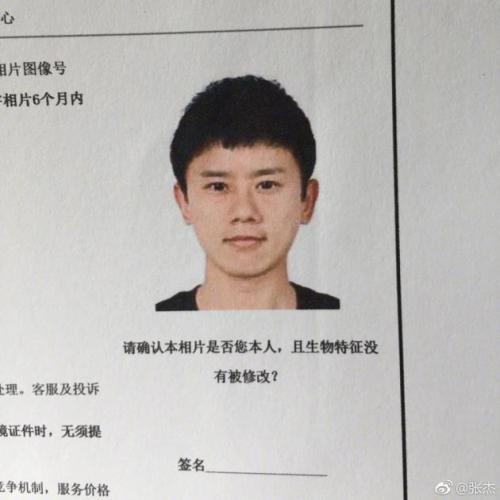 心
相片图像号
相片6个月内
请确认本相片是否您本人，且生物特征没
有被修改？
处理。客服及投诉
境证件时，无须提
签名
竞争机制，服务价格
@张杰